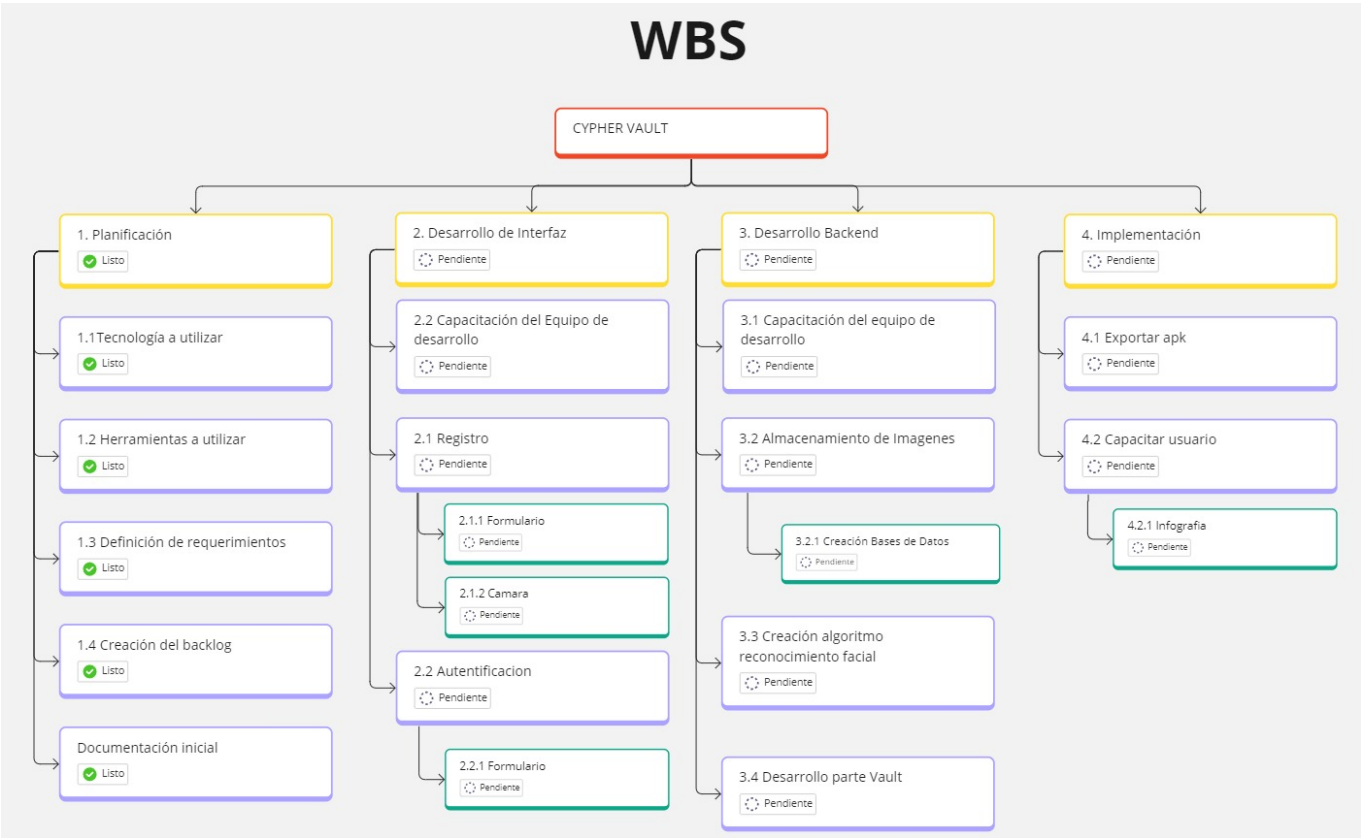 WBS
CYPHER VAULT
1. Planificación
Listo
1.1Tecnología a utilizar
Listo
1.2 Herramientas a utilizar
Listo
1.3 Definición de requerimientos
Listo
1.4 Creación del backlog
Listo
Documentación inicial
Listo
2. Desarrollo de Interfaz
Pendiente
2.2 Capacitación del Equipo de
desarrollo
Pendiente
2.1 Registro
Pendiente
2.1.1 Formulario
Pendiente
2.1.2 Camara
Pendiente
2.2 Autentificacion
Pendiente
2.2.1 Formulario
Pendiente
3. Desarrollo Backend
Pendiente
3.1 Capacitación del equipo de
desarrollo
Pendiente
3.2 Almacenamiento de Imagenes
Pendiente
3.2.1 Creación Bases de Datos
Pendiente
3.3 Creación algoritmo
reconocimiento facial
Pendiente
3.4 Desarrollo parte Vault
Pendiente
4. Implementación
Pendiente
4.1 Exportar apk
Pendiente
4.2 Capacitar usuario
Pendiente
4.2.1 Infografia
Pendiente